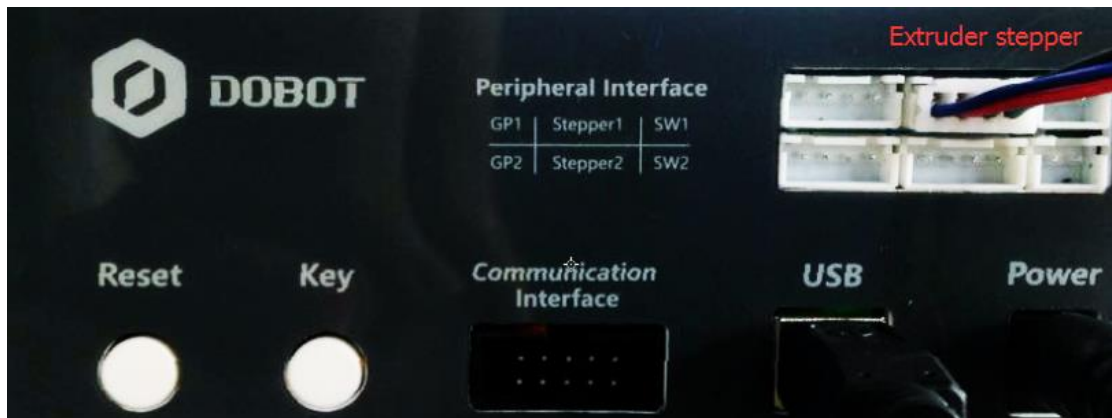 Extruder stepper
DOBOT
Peripheral Interface
GP1 Stepper1 SW1
GP2 Stepper2 SW2
Reset
Key
Communication
Interface
USB
Power